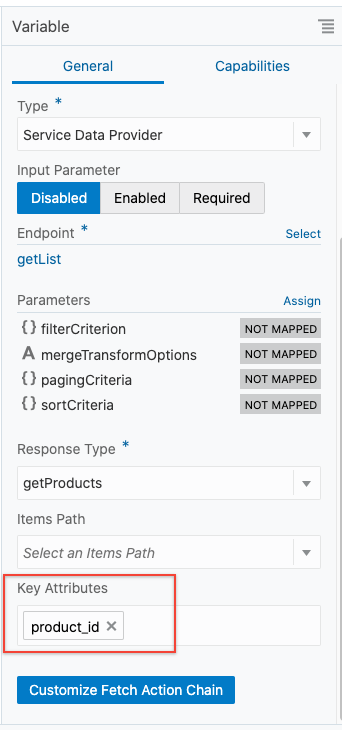 Variable
General Capabilities
Type *
Service Data Provider
Input Parameter
Disabled Enabled Required
Endpoint * Select
getList
Parameters Assign
{} filterCriterion NOT MAPPED
A mergeTransformOptions NOT MAPPED
{} pagingCriteria NOT MAPPED
{} sortCriteria NOT MAPPED
Response Type *
getProducts
Items Path
Select an Items Path
Key Attributes
product_id ×
Customize Fetch Action Chain